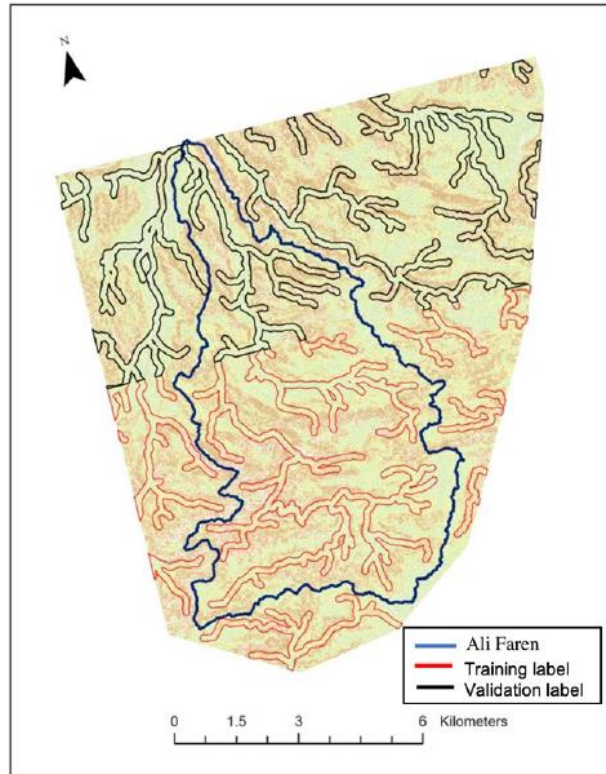 N
Ali Faren
Training label
Validation label
0 1.5 3 6 Kilometers